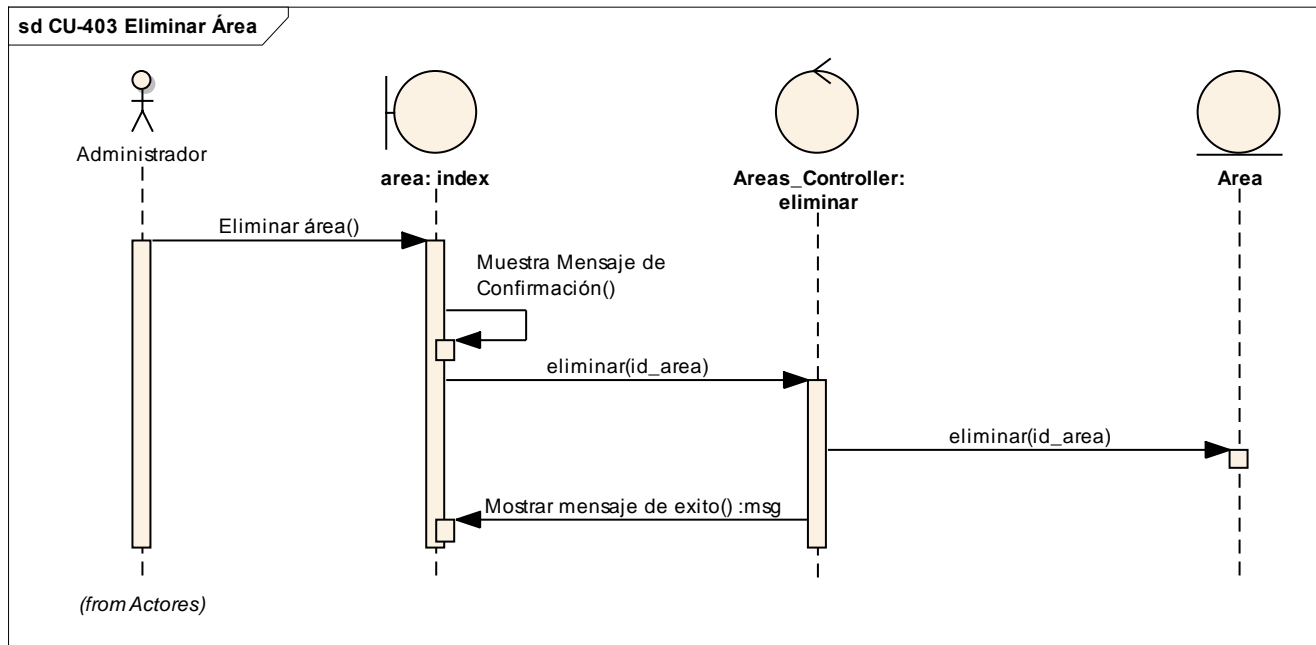 sd CU-403 Eliminar Área
Administrador
area: index
Areas_Controller:
eliminar
Area
Eliminar área()
Muestra Mensaje de
Confirmación()
eliminar(id_area)
eliminar(id_area)
Mostrar mensaje de exito() :msg
(from Actores)